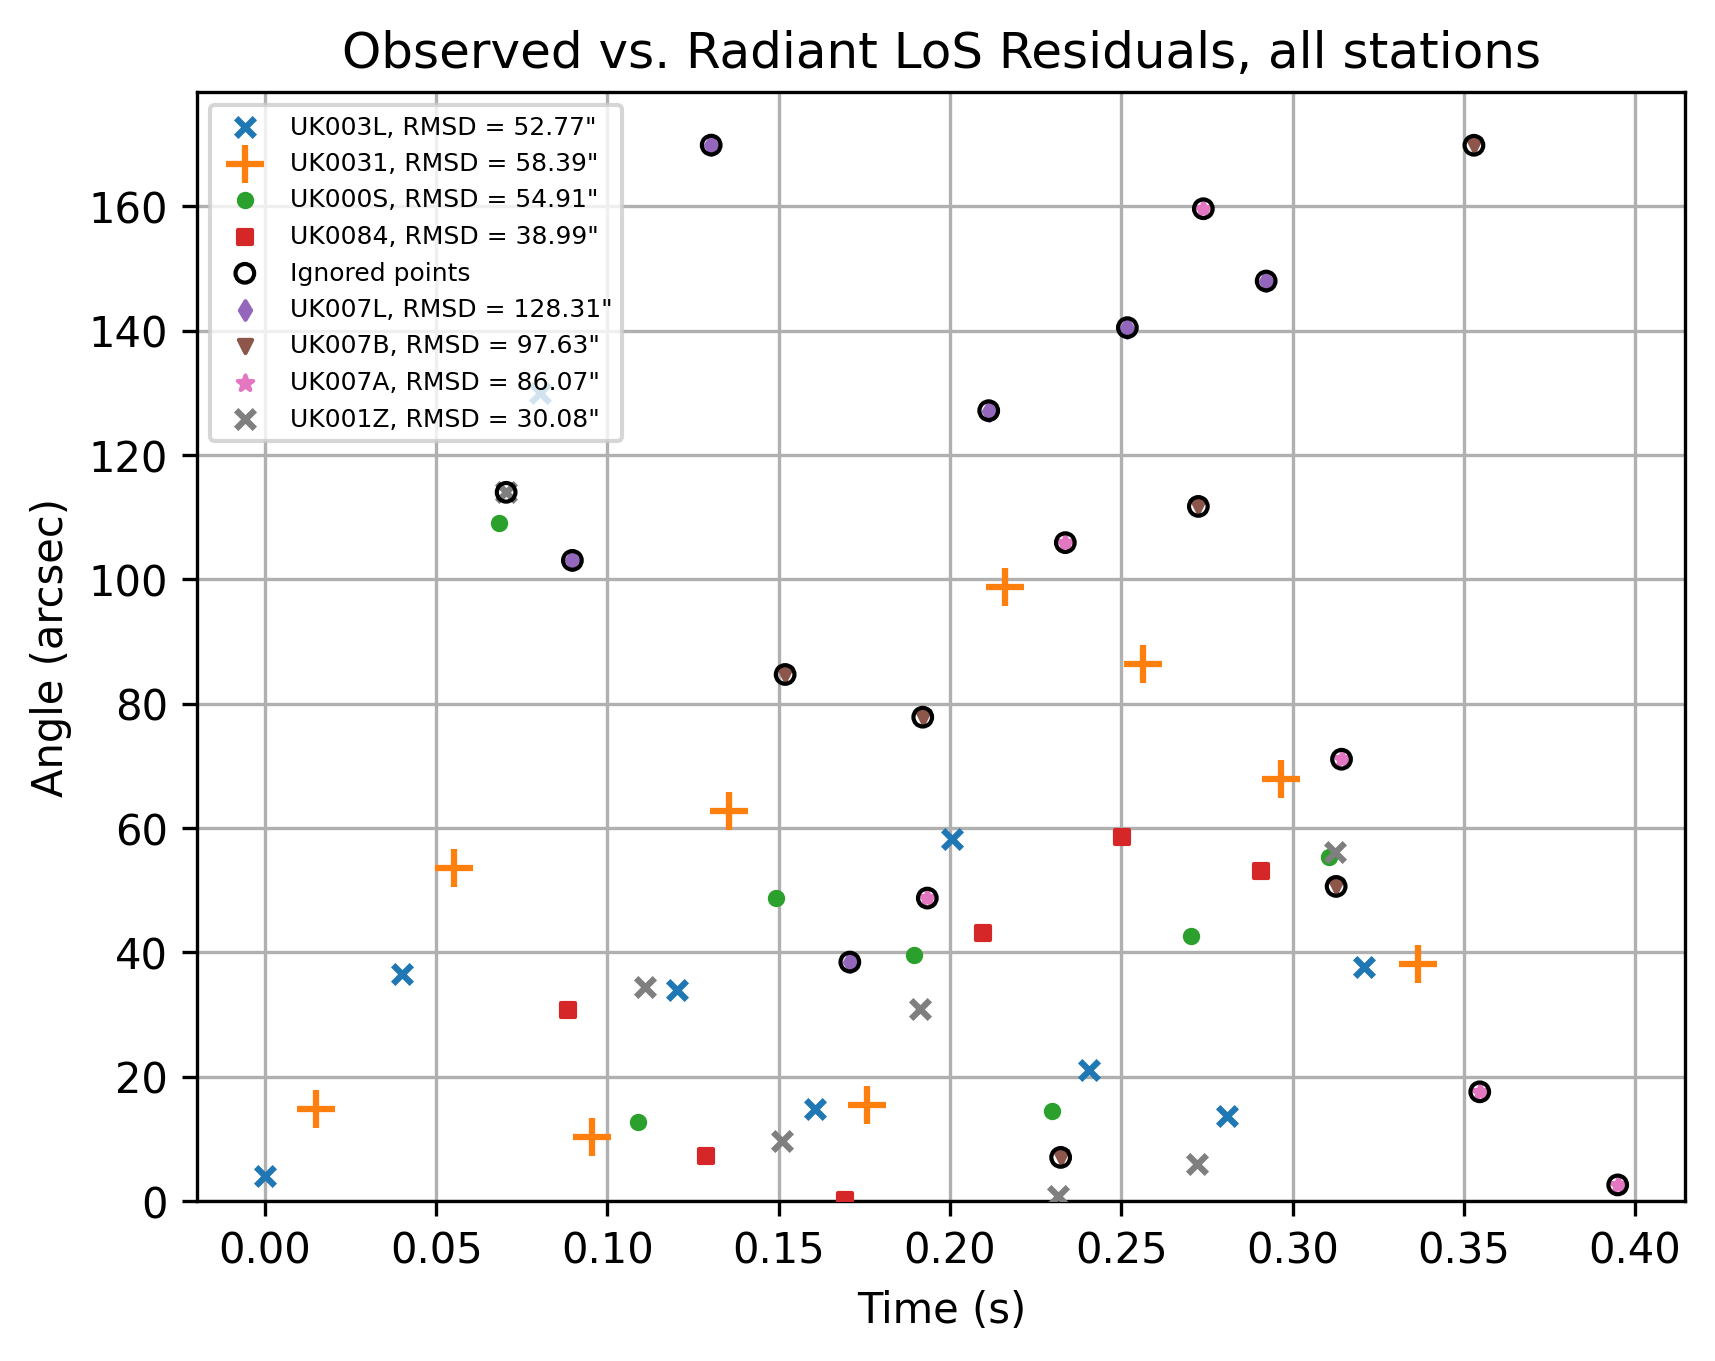 Observed vs. Radiant LoS Residuals, all stations
UK003L, RMSD = 52.77"
UK0031, RMSD = 58.39"
UK000S, RMSD = 54.91"
UK0084, RMSD = 38.99"
Ignored points
UK007L, RMSD = 128.31"
UK007B, RMSD = 97.63"
UK007A, RMSD = 86.07"
UK001Z, RMSD = 30.08"
Angle (arcsec)
160
140
120
100
80
60
40
20
0
0.00 0.05 0.10 0.15 0.20 0.25 0.30 0.35 0.40
Time (s)